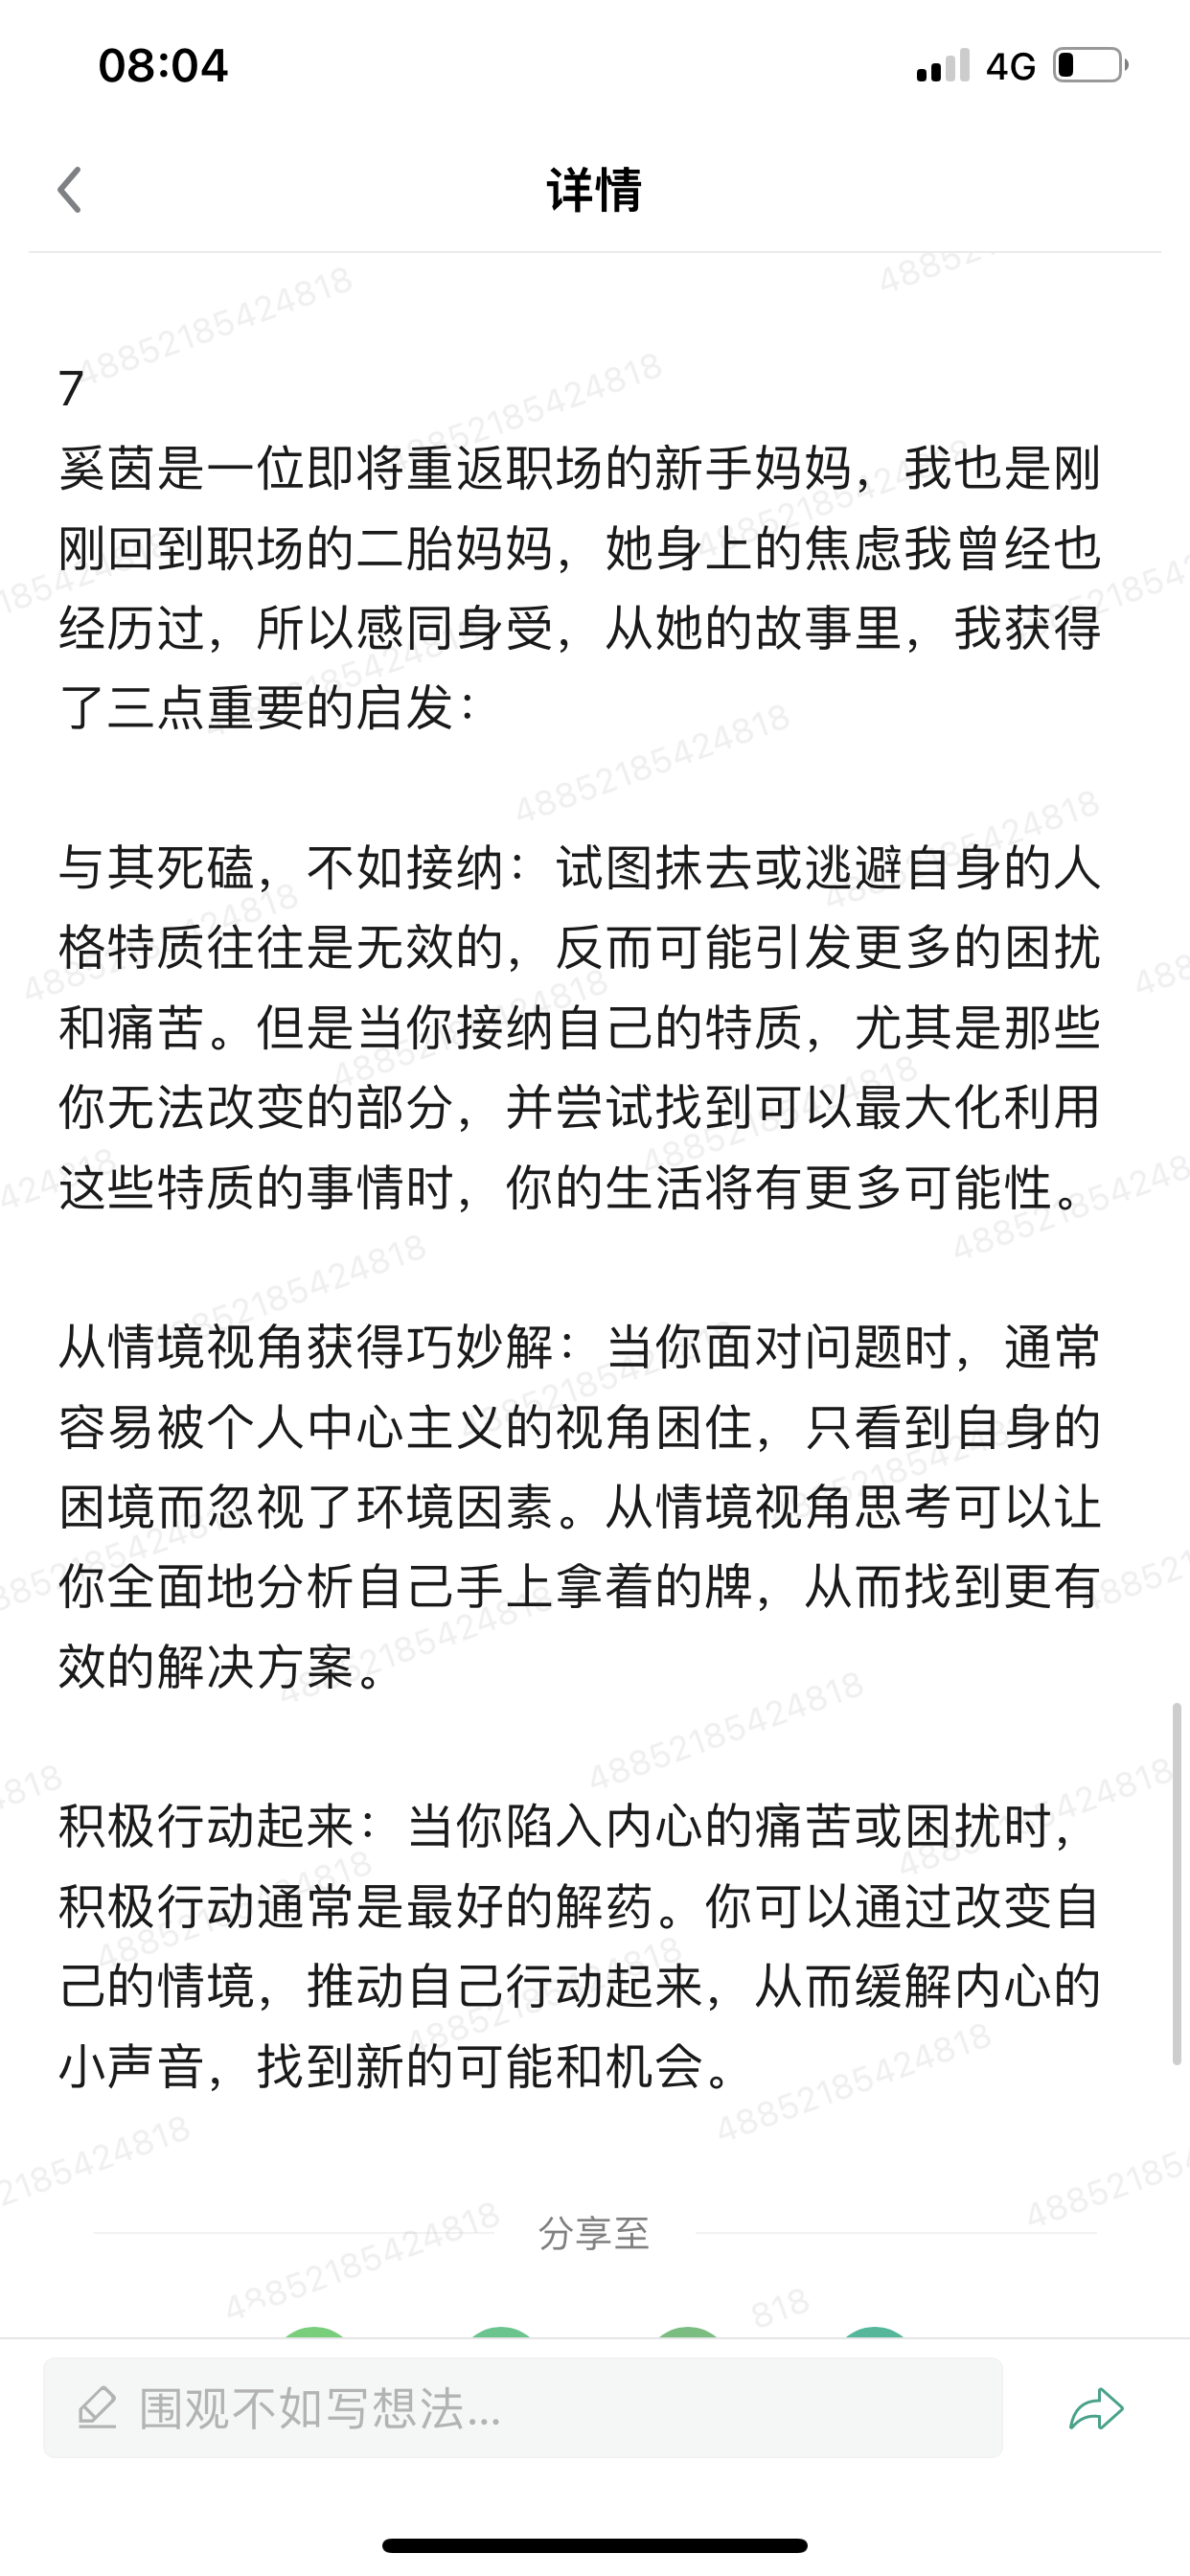 08:04
4G
详情
48852185424818
7
奚茵是一位即将重返职场的新手妈妈，我也是刚
刚回到职场的二胎妈妈，她身上的焦虑我曾经也
经历过，所以感同身受，从她的故事里，我获得
了三点重要的启发：
与其死磕，不如接纳：试图抹去或逃避自身的人
格特质往往是无效的，反而可能引发更多的困扰
和痛苦。但是当你接纳自己的特质，尤其是那些
你无法改变的部分，并尝试找到可以最大化利用
这些特质的事情时，你的生活将有更多可能性。
从情境视角获得巧妙解：当你面对问题时，通常
容易被个人中心主义的视角困住，只看到自身的
困境而忽视了环境因素。从情境视角思考可以让
你全面地分析自己手上拿着的牌，从而找到更有
效的解决方案。
积极行动起来：当你陷入内心的痛苦或困扰时，
积极行动通常是最好的解药。你可以通过改变自
己的情境，推动自己行动起来，从而缓解内心的
小声音，找到新的可能和机会。
分享至
围观不如写想法...